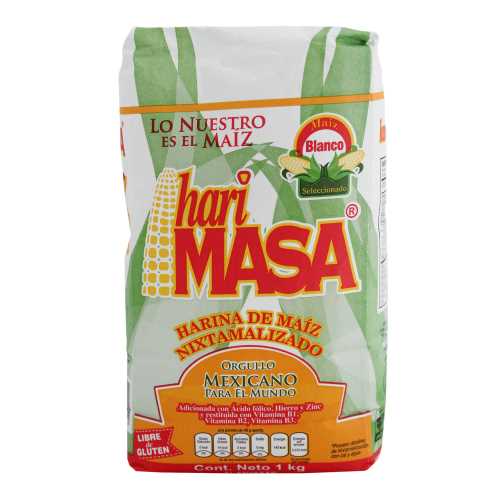 LO NUESTRO
ES EL MAÍZ
Maíz
Blanco
Seleccionado
hari
MASA®
HARINA DE MAÍZ
NIXTAMALIZADO
ORGULLO
MEXICANO
PARA EL MUNDO
Adicionada con Ácido fólico, Hierro y Zinc
y restituida con Vitamina B1,
Vitamina B2, Vitamina B3.
LIBRE
de
GLUTEN
Cont. Neto 1 kg